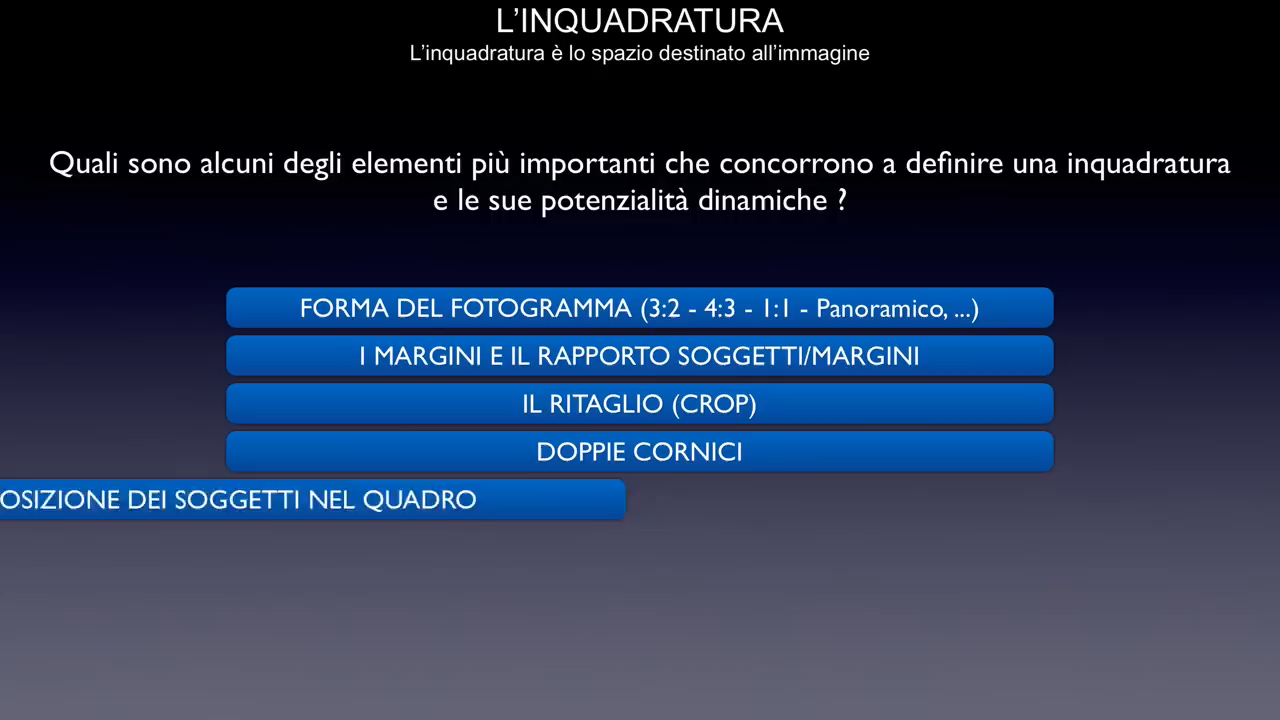 L’INQUADRATURA
L’inquadratura è lo spazio destinato all’immagine
Quali sono alcuni degli elementi più importanti che concorrono a definire una inquadratura
e le sue potenzialità dinamiche ?
FORMA DEL FOTOGRAMMA (3:2 - 4:3 - 1:1 - Panoramico, ...)
I MARGINI E IL RAPPORTO SOGGETTI/MARGINI
IL RITAGLIO (CROP)
DOPPIE CORNICI
OSIZIONE DEI SOGGETTI NEL QUADRO